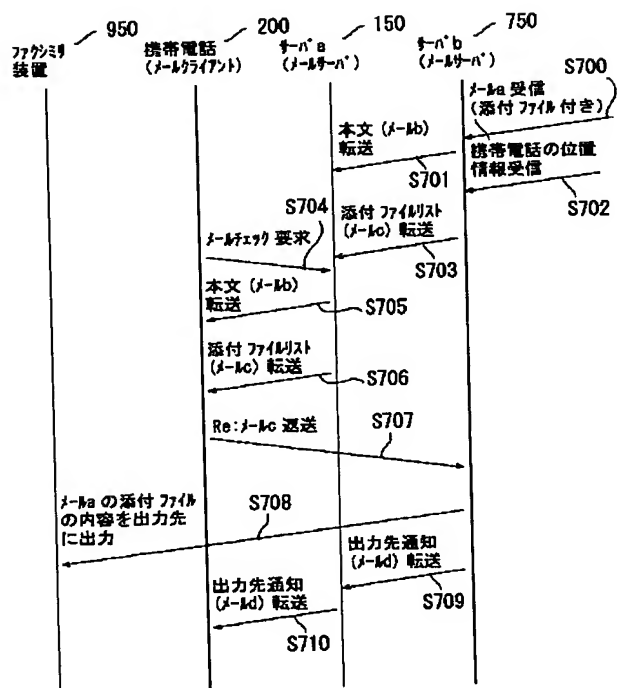 950
200
150
750
ファクシミリ
装置
携帯電話
(メールクライアント)
サーバa
(メールサーバ)
サーバb
(メールサーバ)
S700
メールa 受信
(添付ファイル付き)
本文 (メールb)
転送
S701
携帯電話の位置
情報受信
S702
S704
メールチェック要求
添付ファイルリスト
(メールc) 転送
S703
本文 (メールb)
転送
S705
添付ファイルリスト
(メールc) 転送
S706
Re:メールc 返送
S707
メールaの添付ファイル
の内容を出力先
に出力
S708
出力先通知
(メールd) 転送
S709
出力先通知
(メールd) 転送
S710